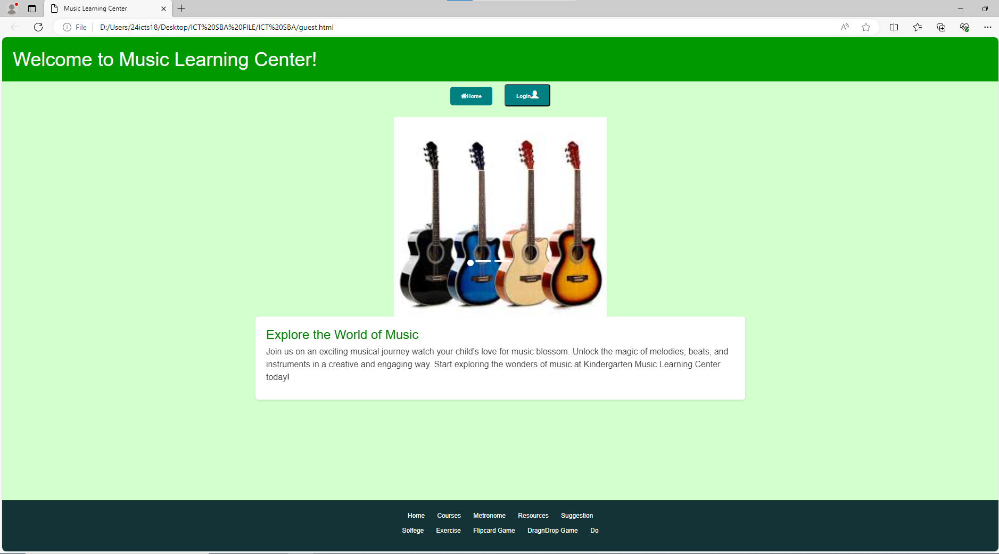 Music Learning Center
File
D:/Users/24icts18/Desktop/ICT%20SBA%20FILE/ICT%20SBA/guest.html
Welcome to Music Learning Center!
Home Login
Explore the World of Music
Join us on an exciting musical journey watch your child's love for music blossom. Unlock the magic of melodies, beats, and
instruments in a creative and engaging way. Start exploring the wonders of music at Kindergarten Music Learning Center
today!
Home Courses Metronome Resources Suggestion
Solfege Exercise Flipcard Game DragnDrop Game Do